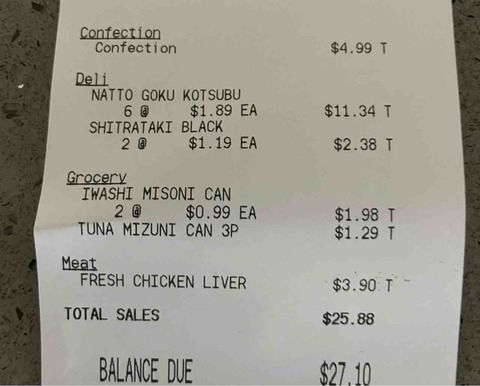 Confection
Confection $4.99 T
Deli
NATTO GOKU KOTSUBU
6 @ $1.89 EA $11.34 T
SHITRATAKI BLACK
2 @ $1.19 EA $2.38 T
Grocery
IWASHI MISONI CAN
2 @ $0.99 EA $1.98 T
TUNA MIZUNI CAN 3P $1.29 T
Meat
FRESH CHICKEN LIVER $3.90 T
TOTAL SALES $25.88
BALANCE DUE $27.10